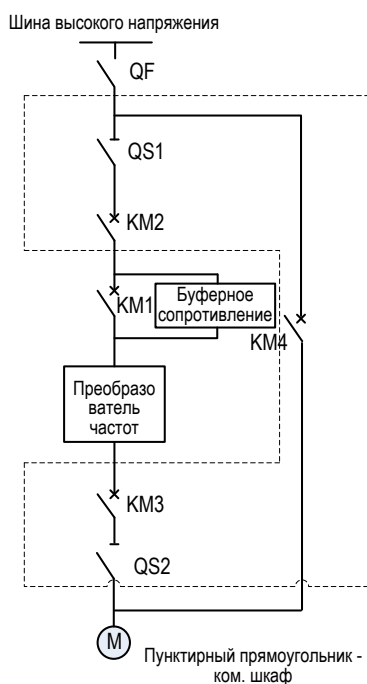 Шина высокого напряжения
QF
QS1
KM2
KM1
Буферное
сопротивление
KM4
Преобразо
ватель
частот
KM3
QS2
M
Пунктирный прямоугольник -
ком. шкаф